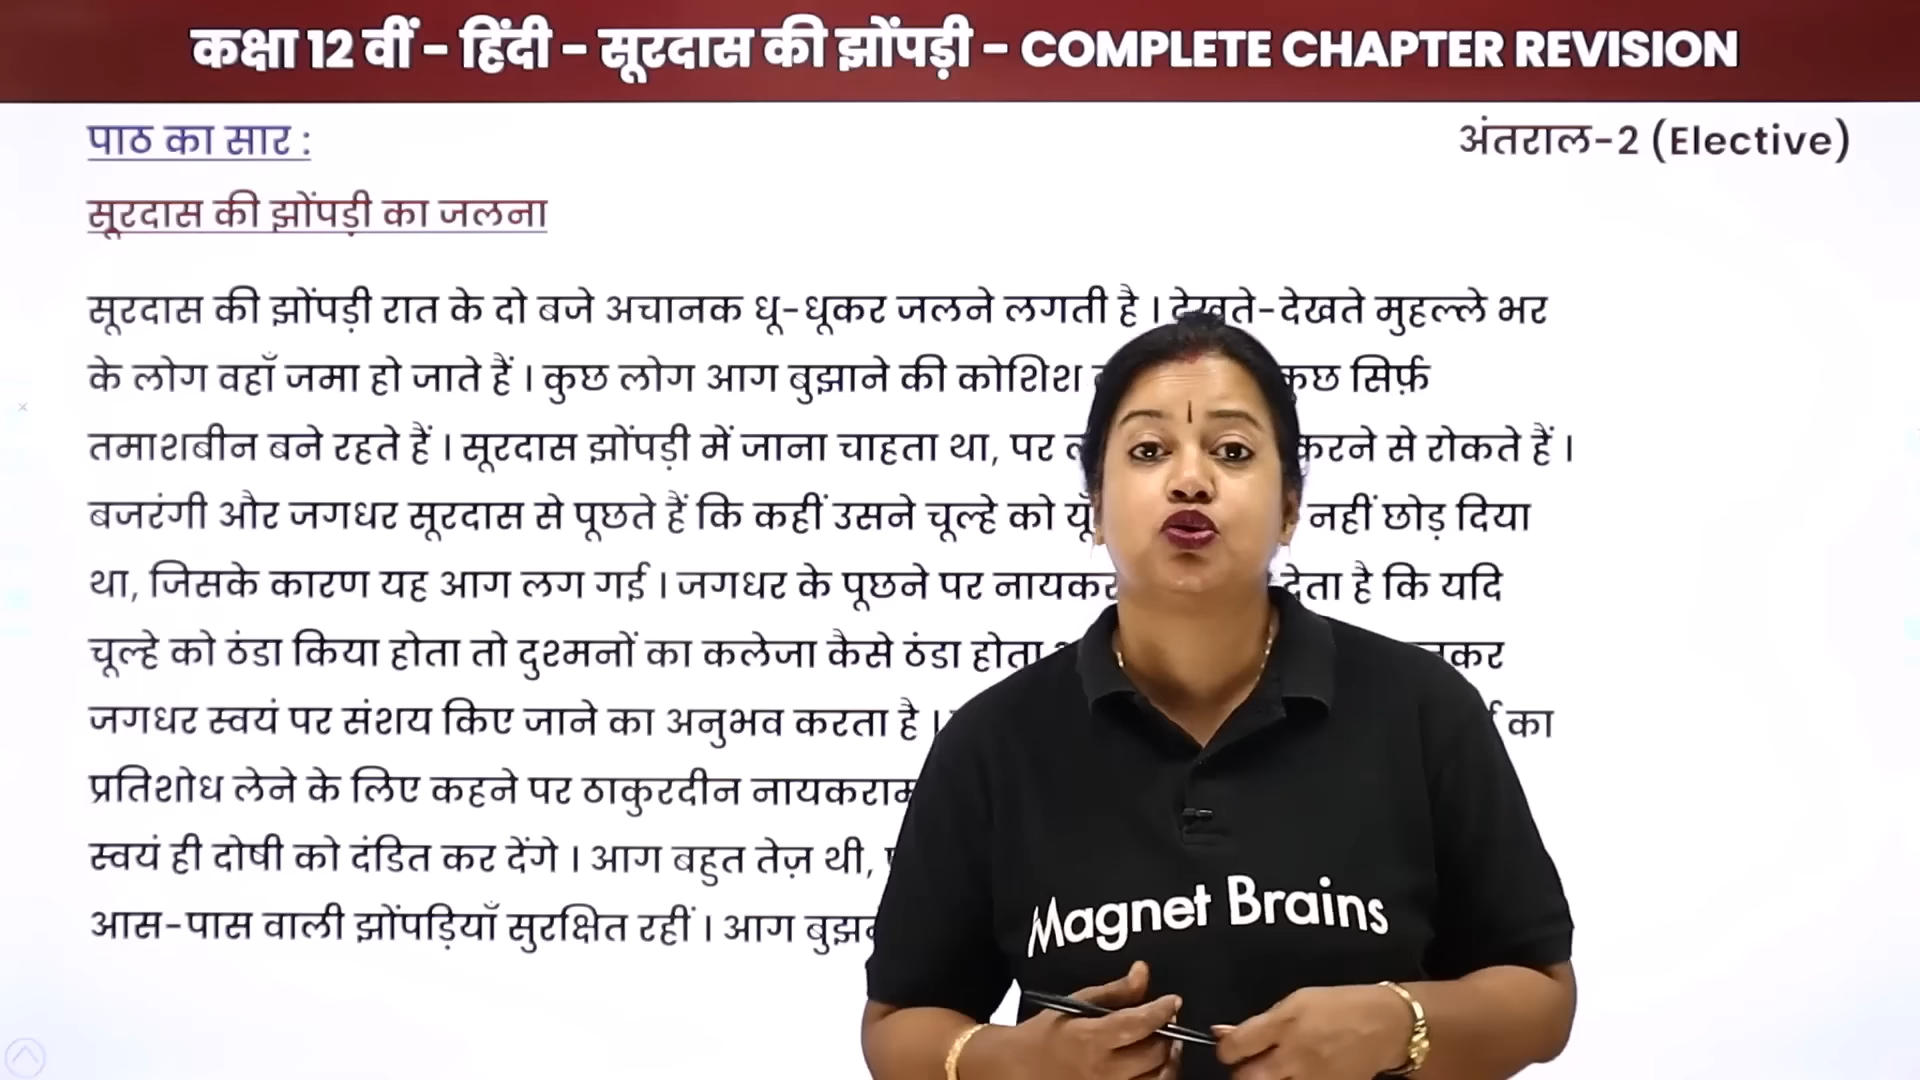 कक्षा 12 वीं - हिंदी - सूरदास की झोंपड़ी - COMPLETE CHAPTER REVISION
पाठ का सार :
अंतराल-2 (Elective)
सूरदास की झोंपड़ी का जलना
सूरदास की झोंपड़ी रात के दो बजे अचानक धू-धूकर जलने लगती है । देखते-देखते मुहल्ले भर
के लोग वहाँ जमा हो जाते हैं । कुछ लोग आग बुझाने की कोशिश कुछ सिर्फ़
तमाशबीन बने रहते हैं । सूरदास झोंपड़ी में जाना चाहता था, पर करने से रोकते हैं ।
बजरंगी और जगधर सूरदास से पूछते हैं कि कहीं उसने चूल्हे को नहीं छोड़ दिया
था, जिसके कारण यह आग लग गई । जगधर के पूछने पर देता है कि यदि
चूल्हे को ठंडा किया होता तो दुश्मनों का कलेजा कैसे ठंडा होता
जगधर स्वयं पर संशय किए जाने का अनुभव करता है । का
प्रतिशोध लेने के लिए कहने पर ठाकुरदीन नायकराम
स्वयं ही दोषी को दंडित कर देंगे । आग बहुत तेज़ थी,
आस-पास वाली झोंपड़ियाँ सुरक्षित रहीं । आग
Magnet Brains